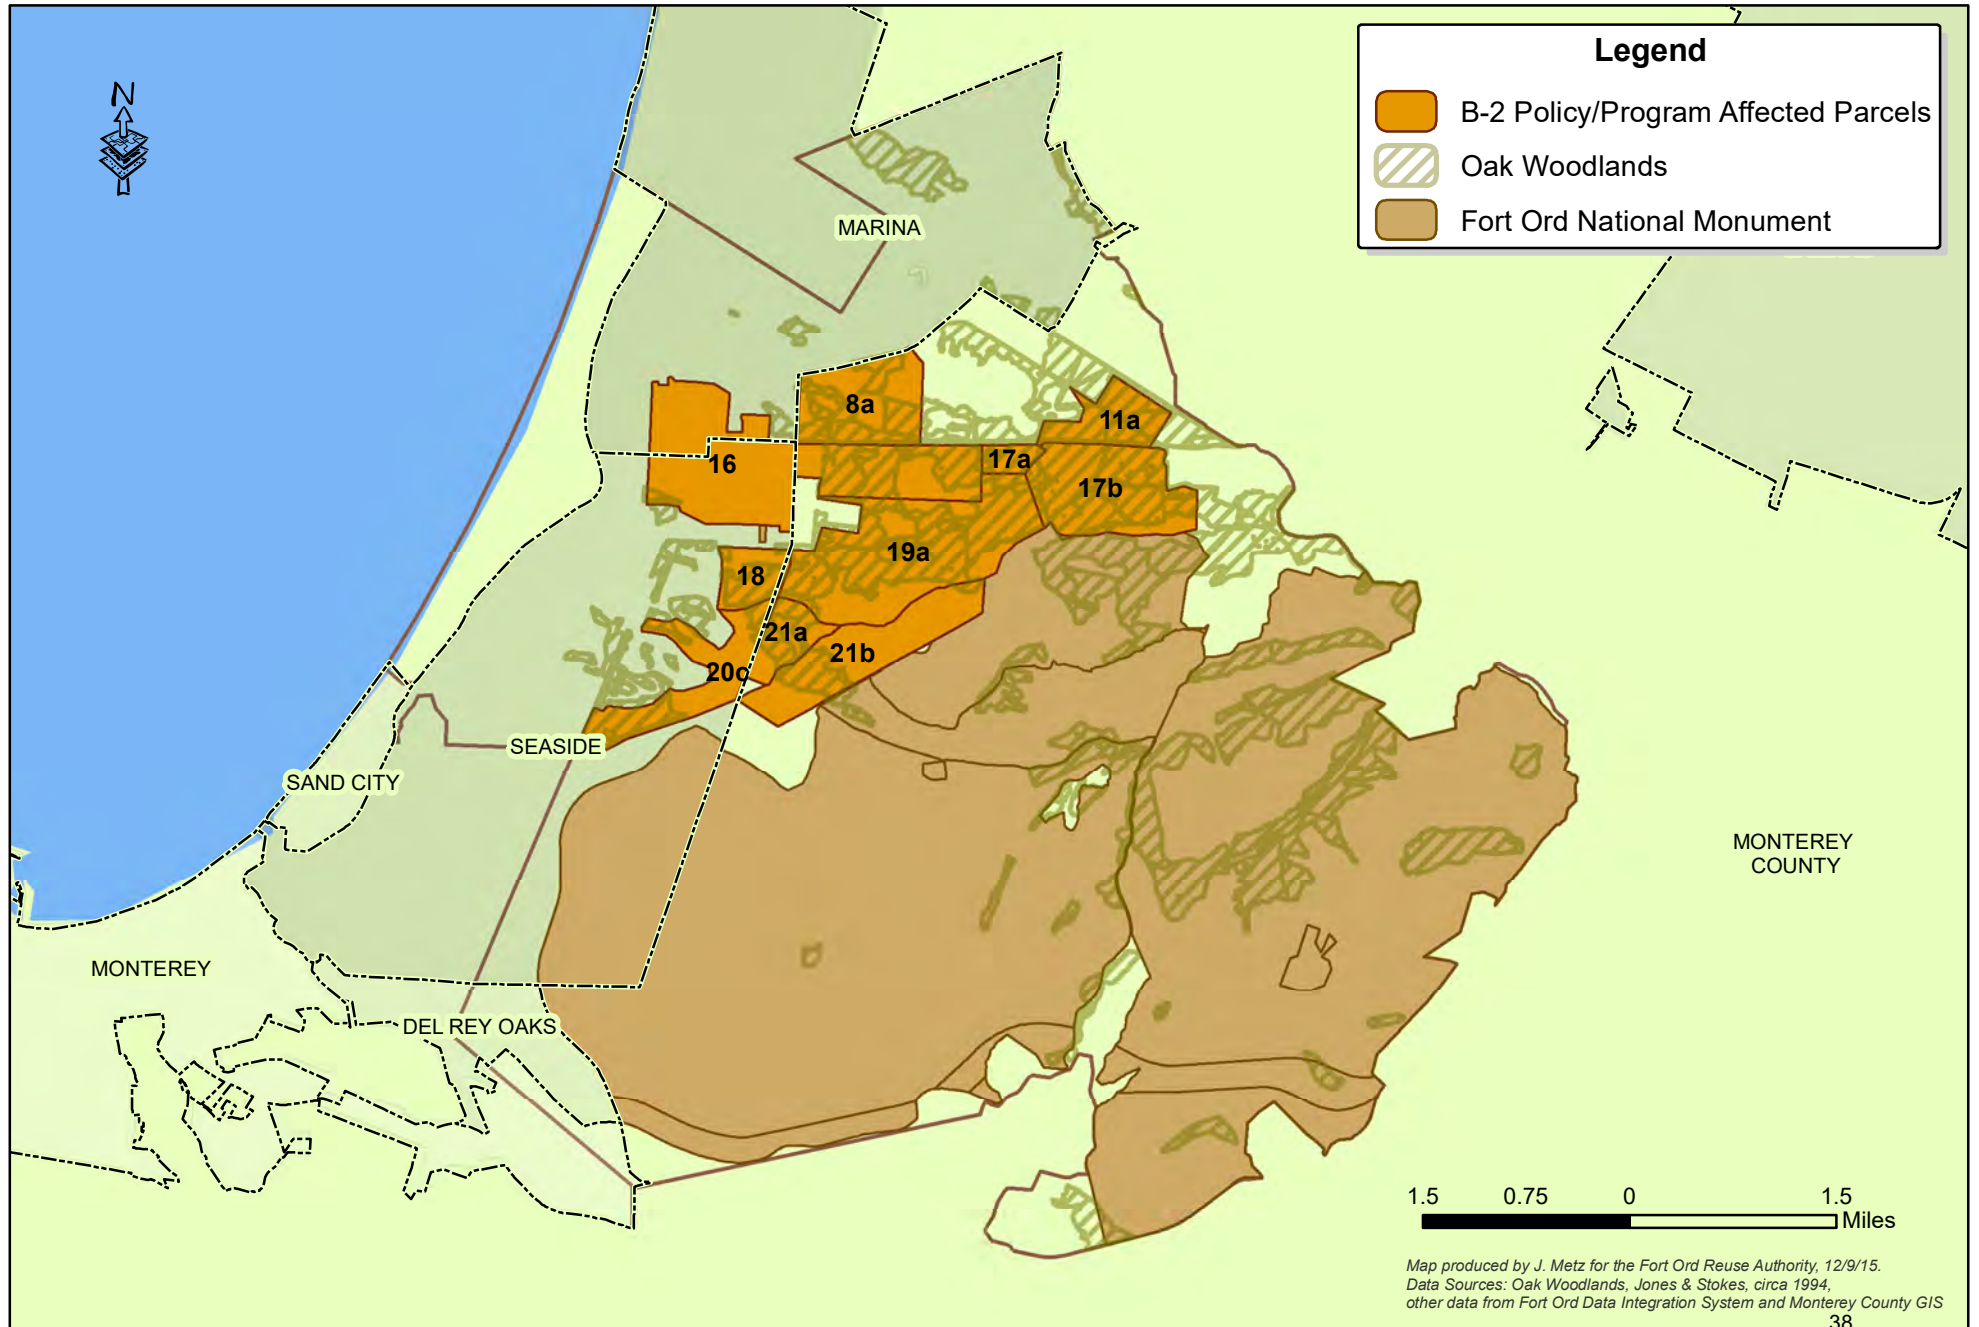 N
Legend
B-2 Policy/Program Affected Parcels
Oak Woodlands
Fort Ord National Monument
MARINA
8a
11a
16
17a
17b
19a
18
21a
21b
20c
SEASIDE
SAND CITY
MONTEREY
COUNTY
MONTEREY
DEL REY OAKS
1.5 0.75 0 1.5
Miles
Map produced by J. Metz for the Fort Ord Reuse Authority, 12/9/15.
Data Sources: Oak Woodlands, Jones & Stokes, circa 1994,
other data from Fort Ord Data Integration System and Monterey County GIS
38